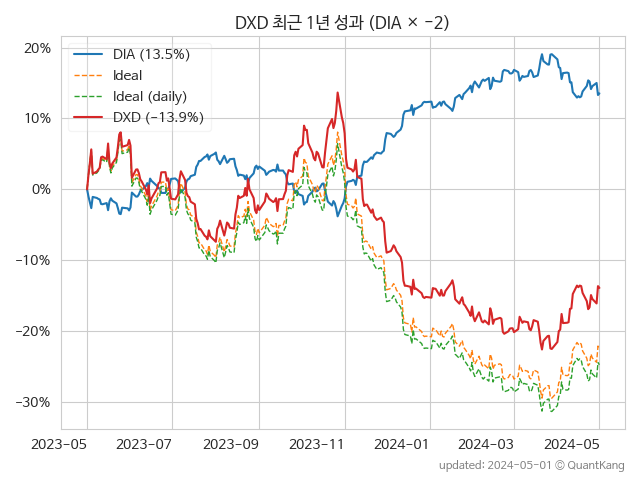 DXD 최근 1년 성과 (DIA × −2)
20%
10%
0%
−10%
−20%
−30%
DIA (13.5%)
Ideal
Ideal (daily)
DXD (−13.9%)
2023-05
2023-07
2023-09
2023-11
2024-01
2024-03
2024-05
updated: 2024-05-01 © QuantKang